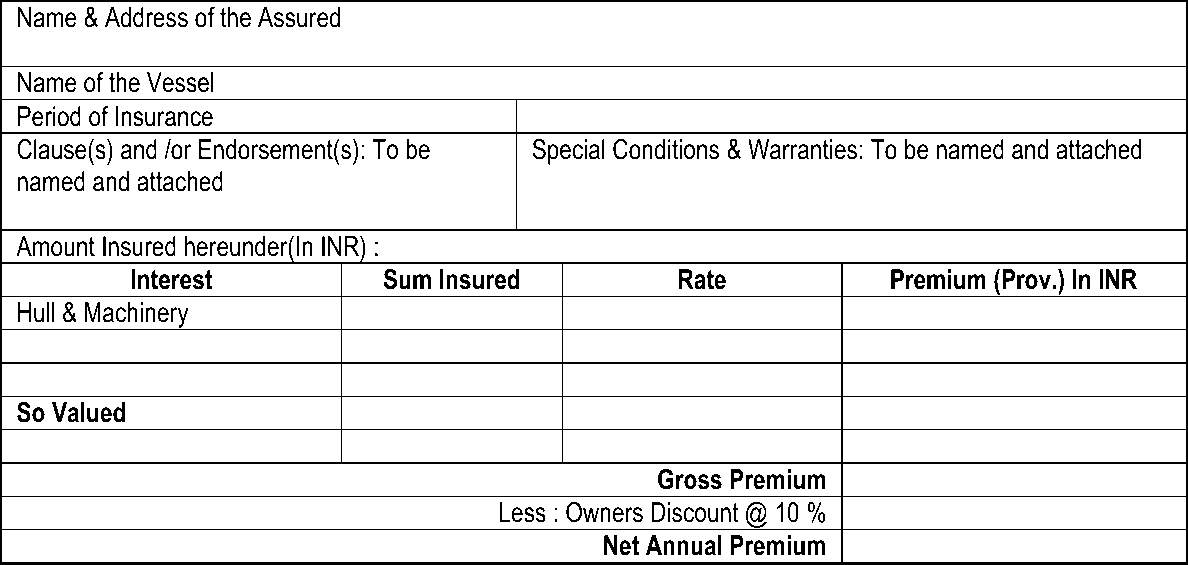 Name & Address of the Assured
Name of the Vessel
Period of Insurance
Clause(s) and /or Endorsement(s): To be
named and attached
Special Conditions & Warranties: To be named and attached
Amount Insured hereunder(In INR) :
Interest Sum Insured Rate Premium (Prov.) In INR
Hull & Machinery
So Valued
Gross Premium
Less : Owners Discount @ 10 %
Net Annual Premium